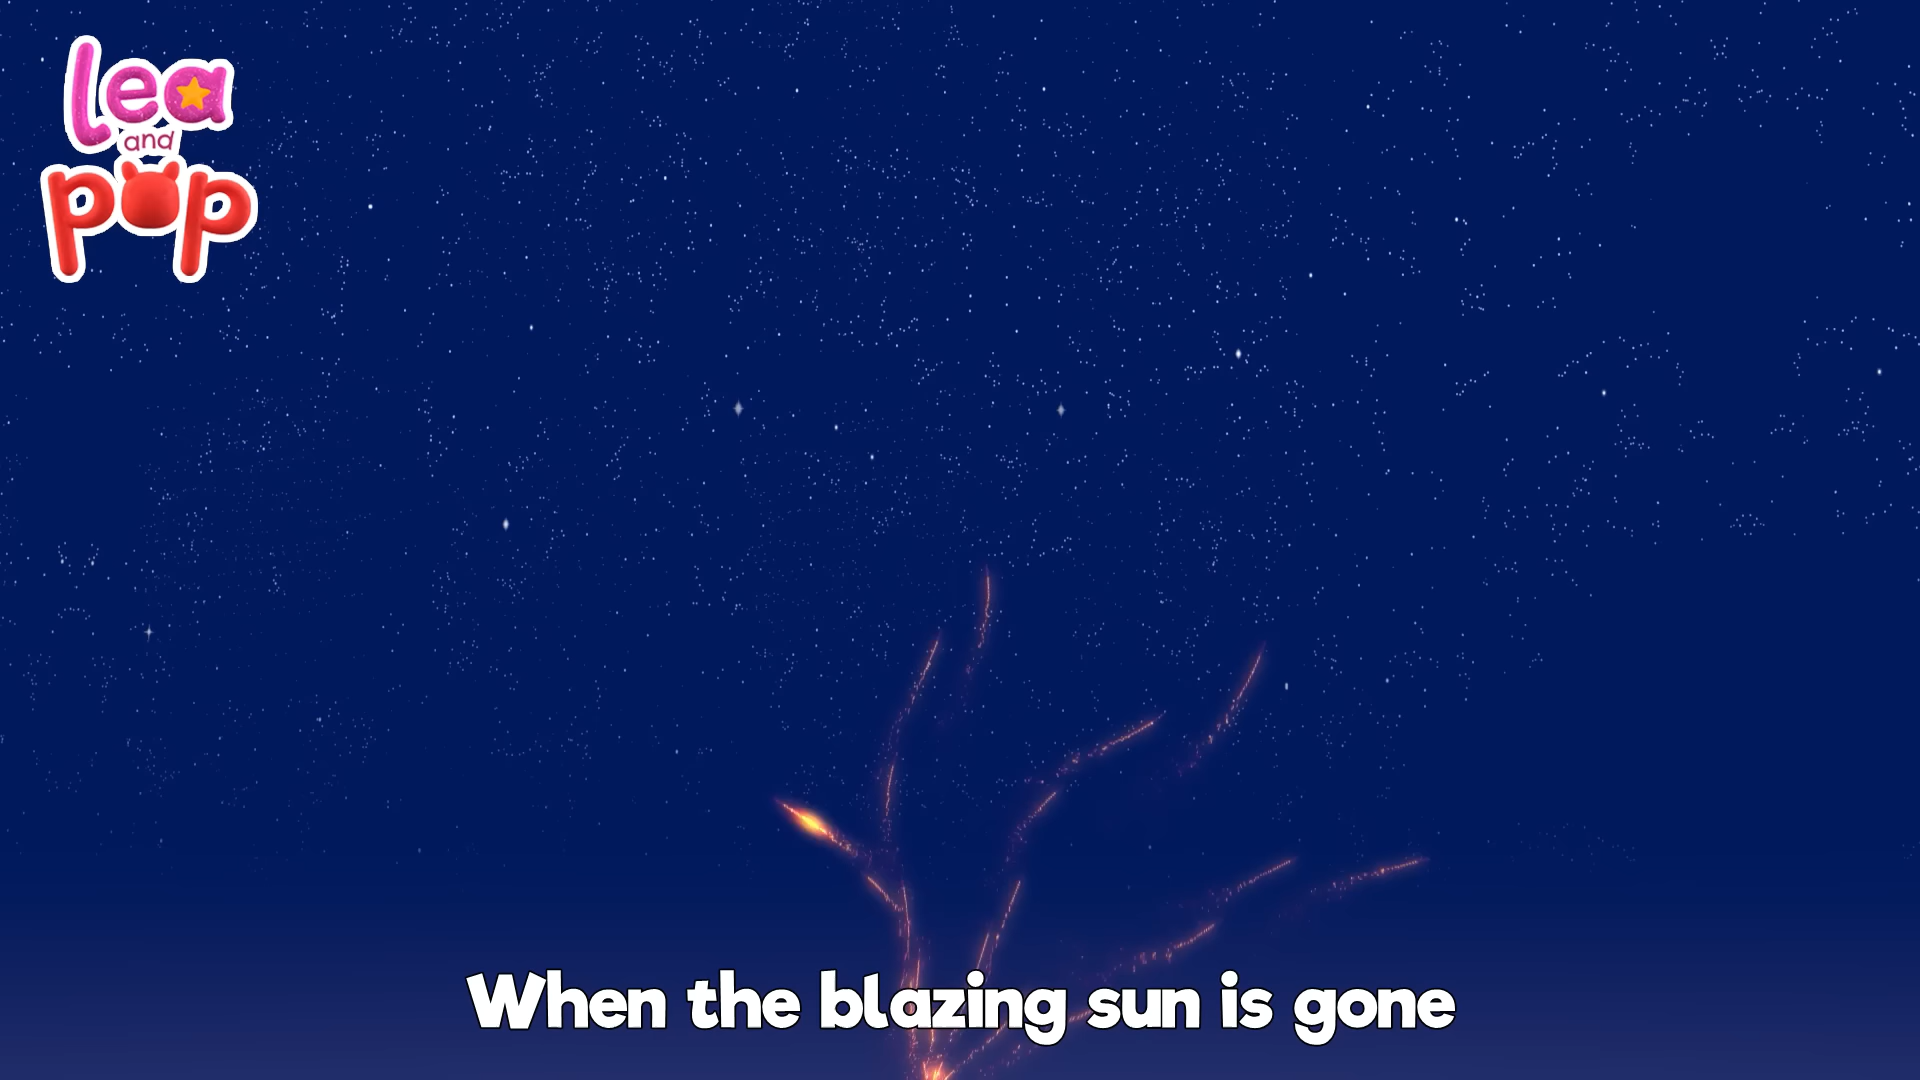 lea
and
pop
When the blazing sun is gone